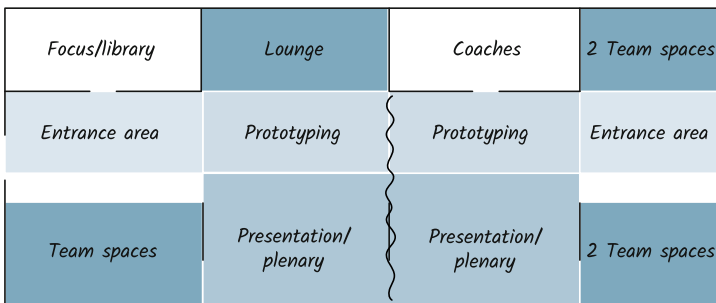 Focus/library
Lounge
Coaches
2 Team spaces
Entrance area
Prototyping
Prototyping
Entrance area
Team spaces
Presentation/
plenary
Presentation/
plenary
2 Team spaces